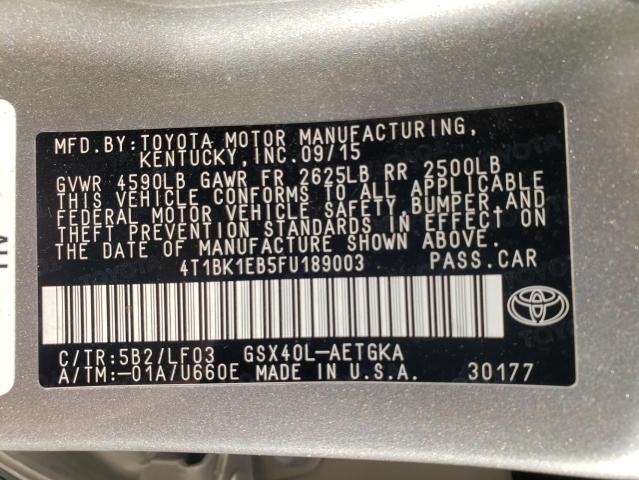 MFD.BY:TOYOTA MOTOR MANUFACTURING,
KENTUCKY, INC.09/15
GVWR 4590LB GAWR FR 2625LB RR 2500LB
THIS VEHICLE CONFORMS TO ALL APPLICABLE
FEDERAL MOTOR VEHICLE SAFETY,BUMPER,AND
THEFT PREVENTION STANDARDS IN EFFECT ON
THE DATE OF MANUFACTURE SHOWN ABOVE.
4T1BK1EB5FU189003 PASS.CAR
C/TR:5B2/LF03 GSX40L-AETGKA
A/TM:-01A/U660E MADE IN U.S.A. 30177